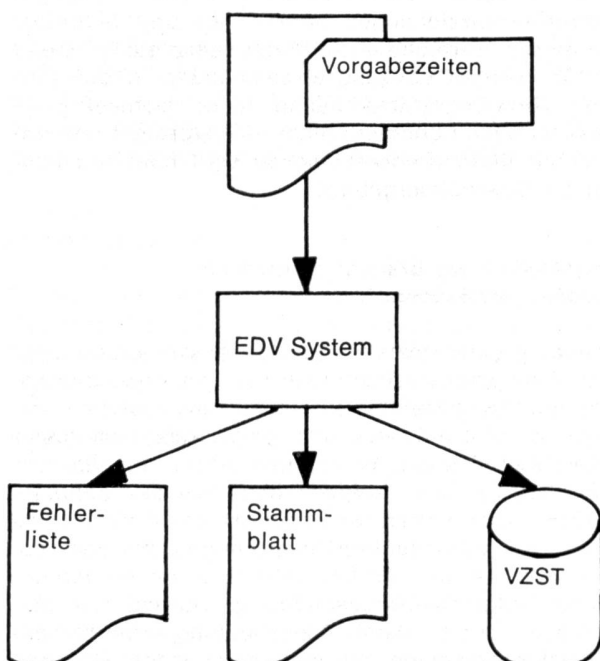 Vorgabezeiten
EDV System
Fehler-
liste
Stamm-
blatt
VZST